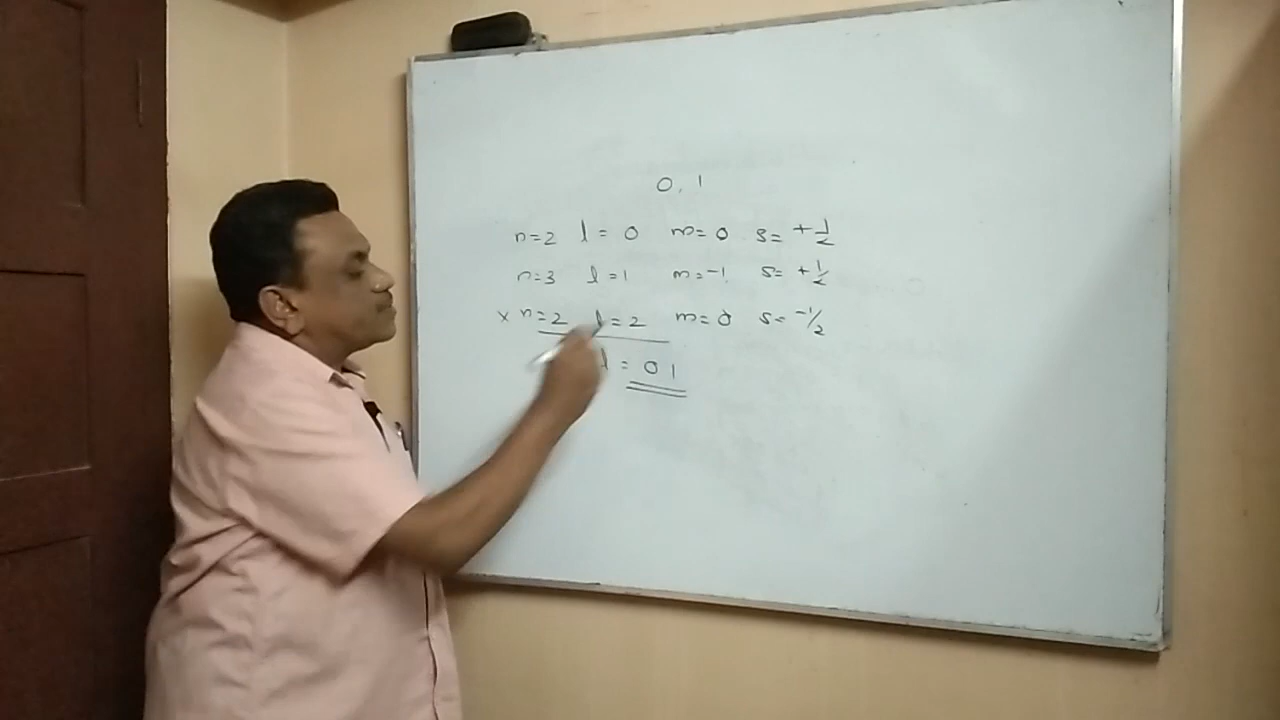 0, 1
n=2 l = 0 m=0 s= +1/2
n=3 l=1 m=-1 s= +1/2
x n=2 l=2 m=0 s= -1/2
l = 0 1